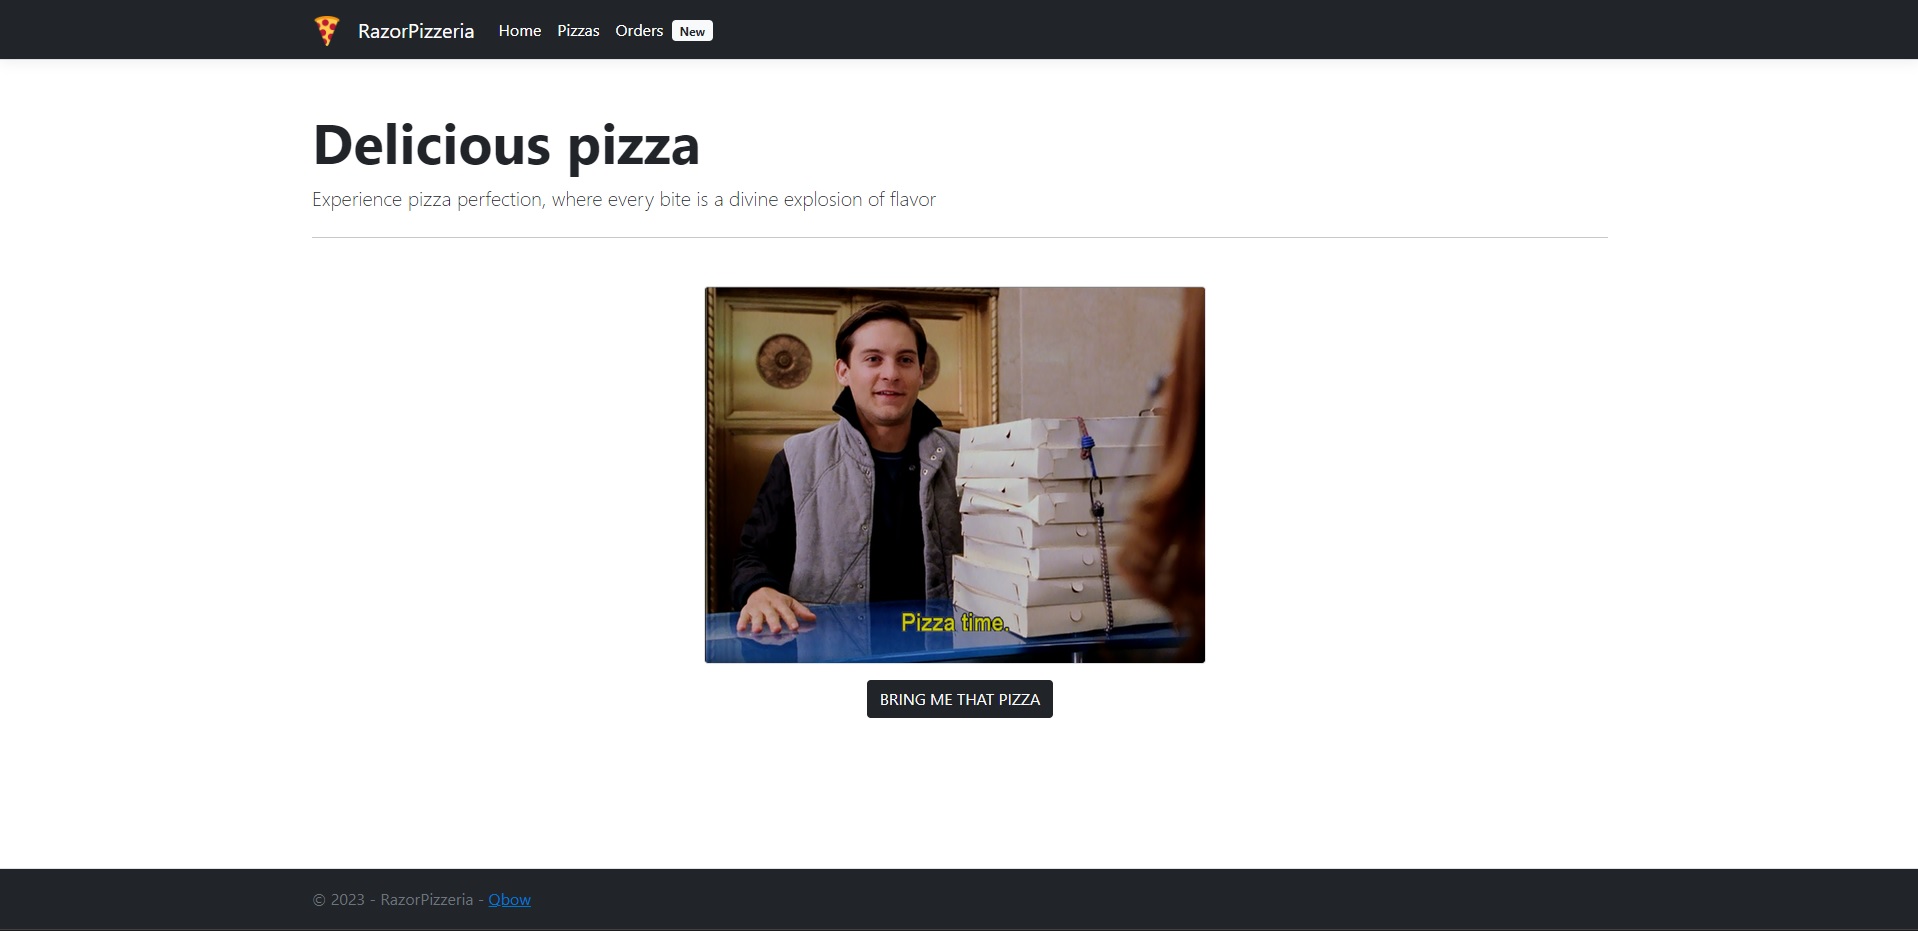 RazorPizzeria Home Pizzas Orders New
Delicious pizza
Experience pizza perfection, where every bite is a divine explosion of flavor
Pizza time.
BRING ME THAT PIZZA
© 2023 - RazorPizzeria - Qbow